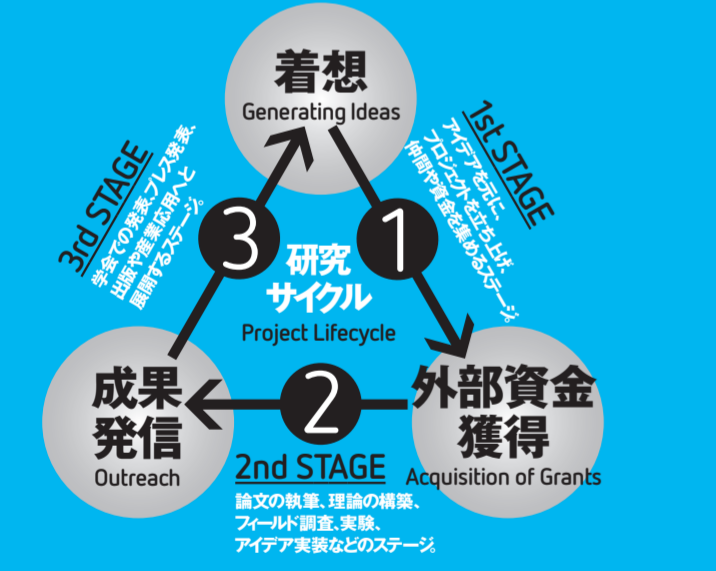 着想
Generating Ideas
1st STAGE
アイデアを元に、
プロジェクトを立ち上げ、
仲間や資金を集めるステージ。
1
3rd STAGE
学会での発表、プレス発表、
出版や産業応用へと
展開するステージ。
3
研究
サイクル
Project Lifecycle
成果
発信
Outreach
2
外部資金
獲得
Acquisition of Grants
2nd STAGE
論文の執筆、理論の構築、
フィールド調査、実験、
アイデア実装などのステージ。